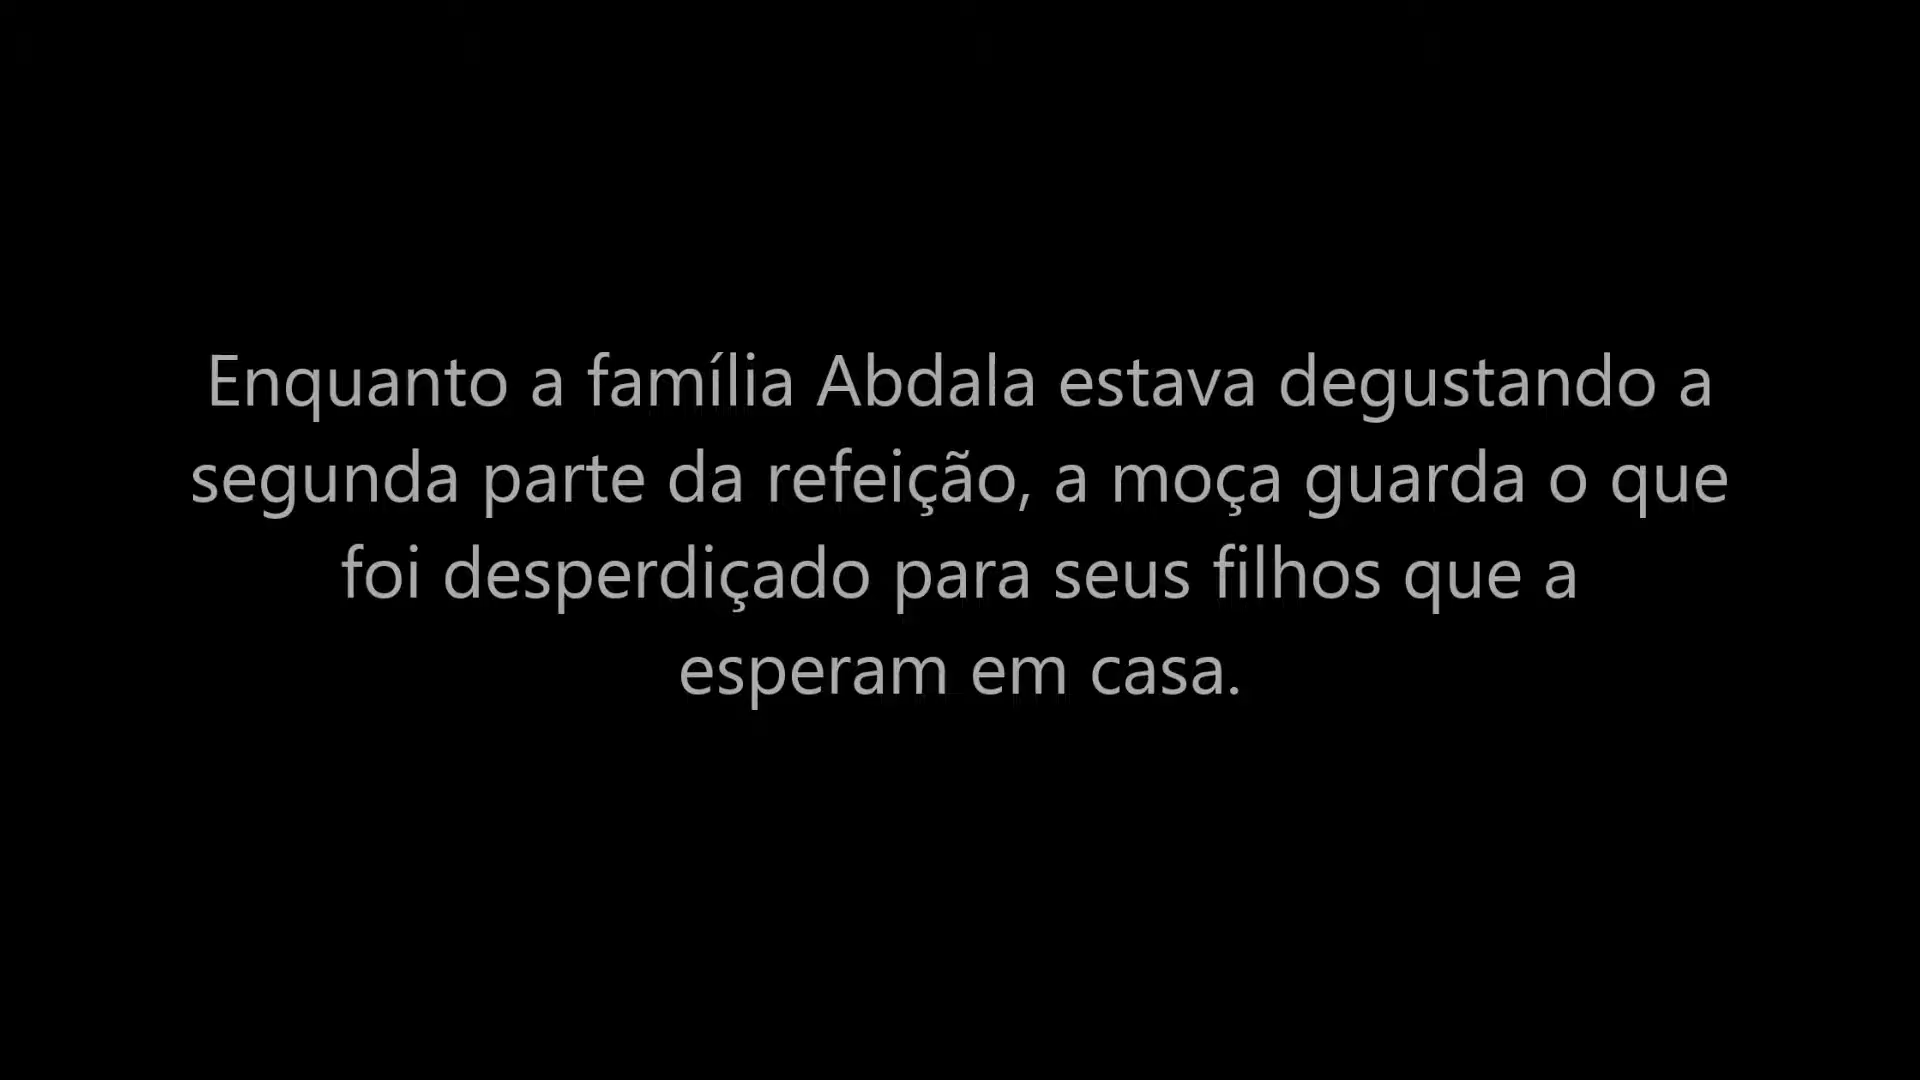 Enquanto a família Abdala estava degustando a
segunda parte da refeição, a moça guarda o que
foi desperdiçado para seus filhos que a
esperam em casa.